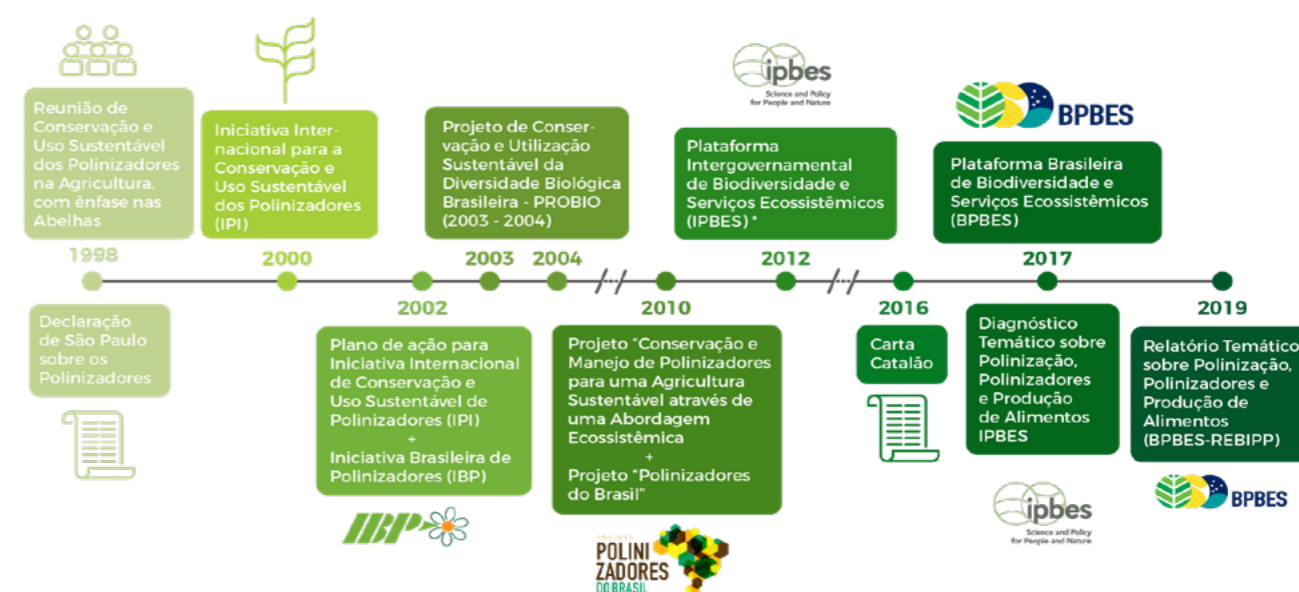 ipbes
Science and Policy
for People and Nature
BPBES
Reunião de
Conservação e
Uso Sustentável
dos Polinizadores
na Agricultura,
com ênfase nas
Abelhas
Iniciativa Inter-
nacional para a
Conservação e
Uso Sustentável
dos Polinizadores
(IPI)
Projeto de Conser-
vação e Utilização
Sustentável da
Diversidade Biológica
Brasileira - PROBIO
(2003 - 2004)
Plataforma
Intergovernamental
de Biodiversidade e
Serviços Ecossistêmicos
(IPBES)*
Plataforma Brasileira
de Biodiversidade e
Serviços Ecossistêmicos
(BPBES)
1998
2000
2003
2004
2012
2017
2002
2010
2016
2019
Declaração
de São Paulo
sobre os
Polinizadores
Plano de ação para
Iniciativa Internacional
de Conservação e
Uso Sustentável de
Polinizadores (IPI)
+
Iniciativa Brasileira de
Polinizadores (IBP)
IBP
Projeto "Conservação e
Manejo de Polinizadores
para uma Agricultura
Sustentável através de
uma Abordagem
Ecossistêmica
+
Projeto "Polinizadores
do Brasil"
POLINI
ZADORES
DO BRASIL
Carta
Catalão
Diagnóstico
Temático sobre
Polinização,
Polinizadores
e Produção
de Alimentos
IPBES
ipbes
Science and Policy
for People and Nature
Relatório Temático
sobre Polinização,
Polinizadores e
Produção de
Alimentos
(BPBES-REBIPP)
BPBES